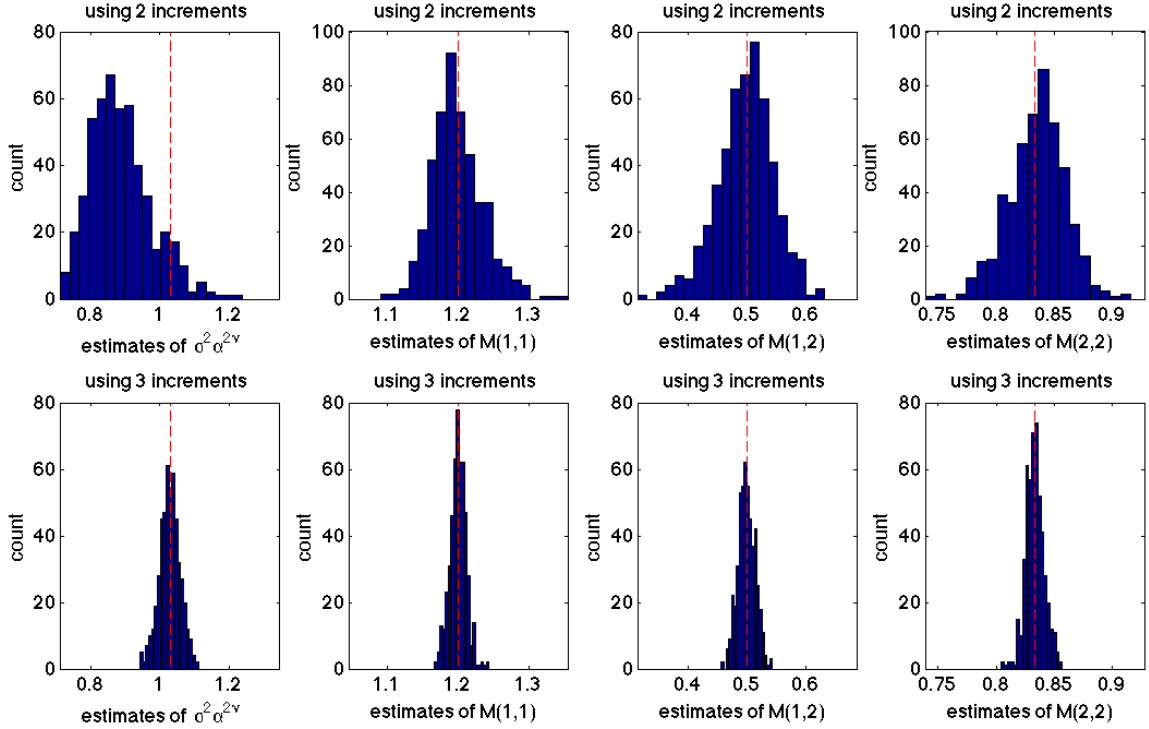 using 2 increments
80
60
40
20
0
count
0.8 1 1.2
estimates of σ²α²ᵛ
using 2 increments
100
80
60
40
20
0
count
1.1 1.2 1.3
estimates of M(1,1)
using 2 increments
80
60
40
20
0
count
0.4 0.5 0.6
estimates of M(1,2)
using 2 increments
100
80
60
40
20
0
count
0.75 0.8 0.85 0.9
estimates of M(2,2)
using 3 increments
80
60
40
20
0
count
0.8 1 1.2
estimates of σ²α²ᵛ
using 3 increments
80
60
40
20
0
count
1.1 1.2 1.3
estimates of M(1,1)
using 3 increments
80
60
40
20
0
count
0.4 0.5 0.6
estimates of M(1,2)
using 3 increments
80
60
40
20
0
count
0.75 0.8 0.85 0.9
estimates of M(2,2)